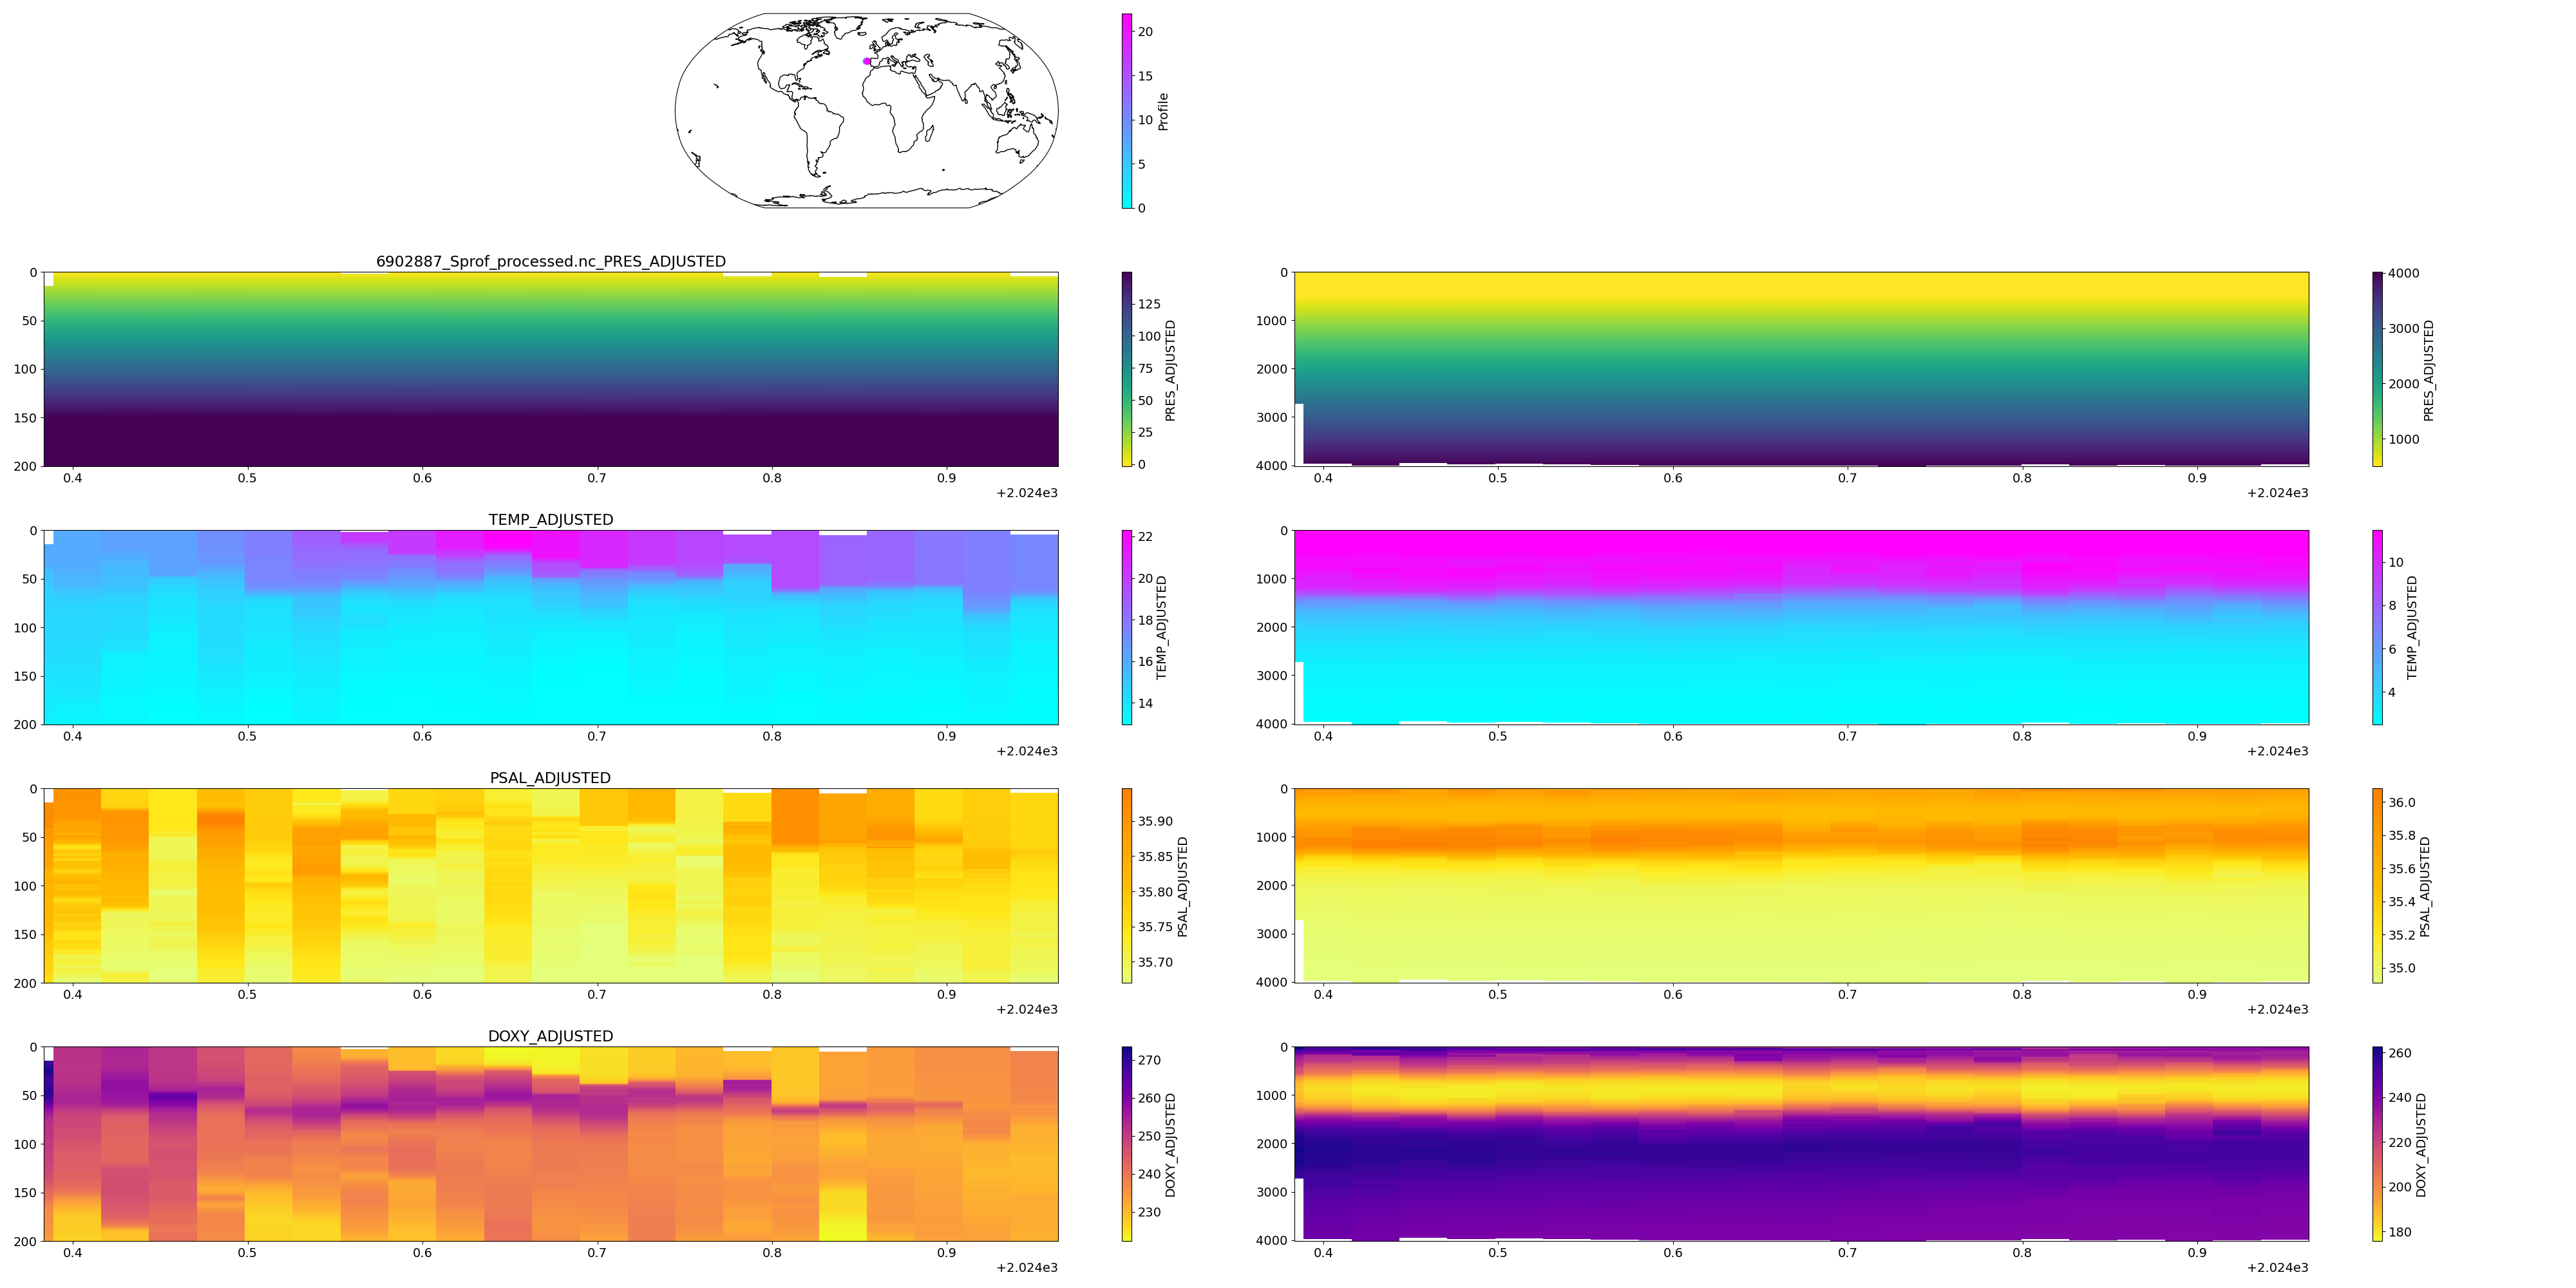 20
15
10
5
0
Profile
6902887_Sprof_processed.nc_PRES_ADJUSTED
0
50
100
150
200
0.4 0.5 0.6 0.7 0.8 0.9
+2.024e3
125
100
75
50
25
0
PRES_ADJUSTED
0
1000
2000
3000
4000
0.4 0.5 0.6 0.7 0.8 0.9
+2.024e3
4000
3000
2000
1000
PRES_ADJUSTED
TEMP_ADJUSTED
0
50
100
150
200
0.4 0.5 0.6 0.7 0.8 0.9
+2.024e3
22
20
18
16
14
TEMP_ADJUSTED
0
1000
2000
3000
4000
0.4 0.5 0.6 0.7 0.8 0.9
+2.024e3
10
8
6
4
TEMP_ADJUSTED
PSAL_ADJUSTED
0
50
100
150
200
0.4 0.5 0.6 0.7 0.8 0.9
+2.024e3
35.90
35.85
35.80
35.75
35.70
PSAL_ADJUSTED
0
1000
2000
3000
4000
0.4 0.5 0.6 0.7 0.8 0.9
+2.024e3
36.0
35.8
35.6
35.4
35.2
35.0
PSAL_ADJUSTED
DOXY_ADJUSTED
0
50
100
150
200
0.4 0.5 0.6 0.7 0.8 0.9
+2.024e3
270
260
250
240
230
DOXY_ADJUSTED
0
1000
2000
3000
4000
0.4 0.5 0.6 0.7 0.8 0.9
+2.024e3
260
240
220
200
180
DOXY_ADJUSTED